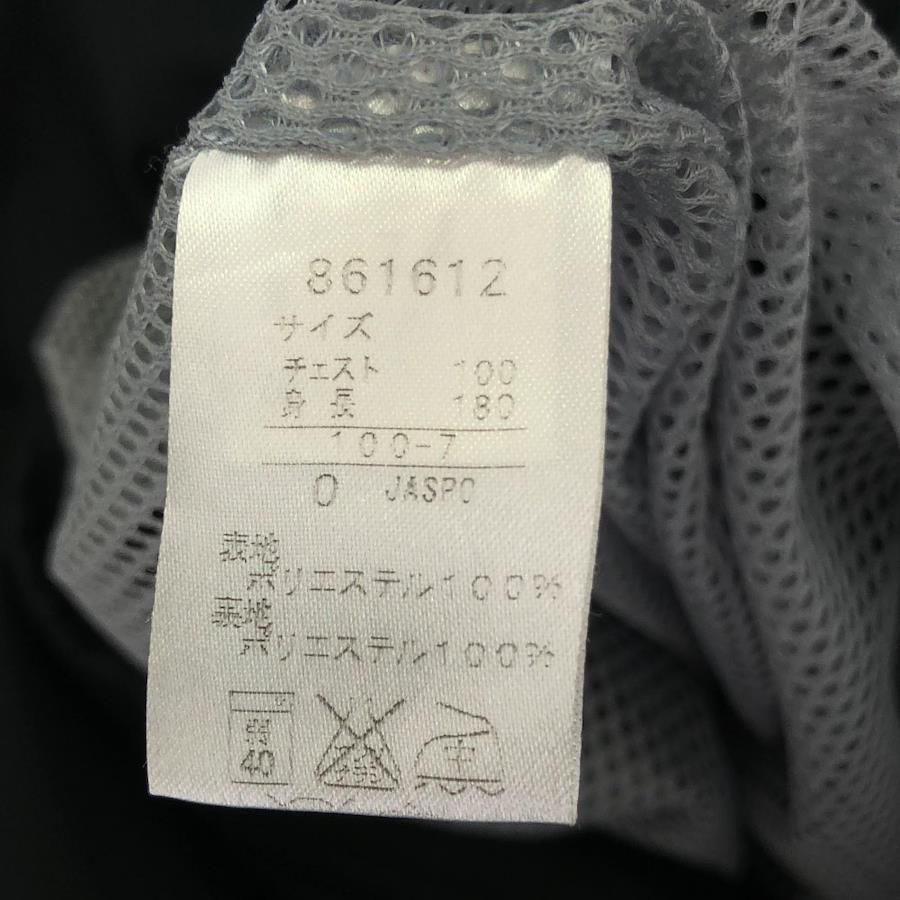 861612
サイズ
チェスト 100
身長 180
100-7
0 JASPO
表地
ポリエステル100%
裏地
ポリエステル100%
弱
40
中